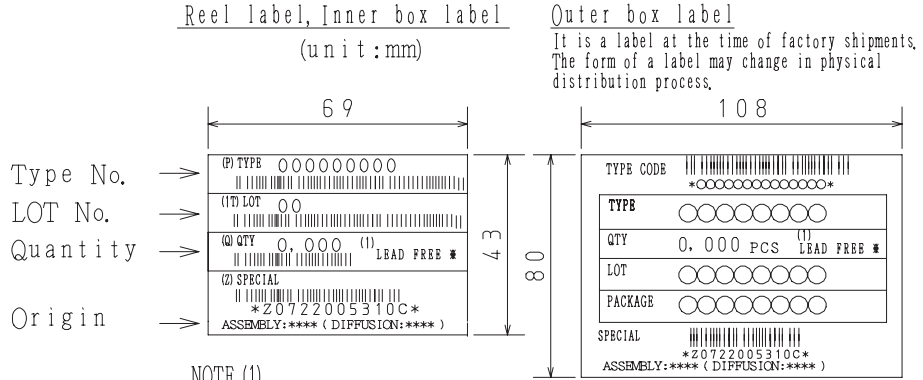 Reel label, Inner box label
(unit:mm)
Outer box label
It is a label at the time of factory shipments.
The form of a label may change in physical
distribution process.
69
108
Type No.
LOT No.
Quantity
Origin
(P) TYPE OOOOOOOOO
(1T) LOT OO
(Q) QTY 0,000 (1) LEAD FREE *
(Z) SPECIAL
*Z0722005310C*
ASSEMBLY:**** (DIFFUSION:****)
43
80
TYPE CODE
*OOOOOOOOOOOOOO*
TYPE OOOOOOOO
QTY 0,000 PCS (1) LEAD FREE *
LOT OOOOOOOO
PACKAGE OOOOOOOO
SPECIAL
*Z0722005310C*
ASSEMBLY:**** (DIFFUSION:****)
NOTE (1)